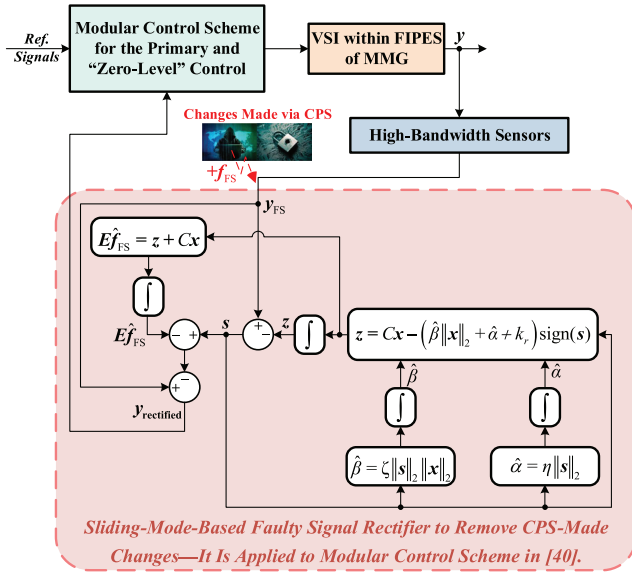 Ref.
Signals
Modular Control Scheme
for the Primary and
“Zero-Level” Control
VSI within FIPES
of MMG
y
Changes Made via CPS
High-Bandwidth Sensors
+f_FS
y_FS
Ef̂_FS = z + Cx
∫
Ef̂_FS
− +
s
+ −
z
∫
z = Cx − (β̂‖x‖₂ + α̂ + k_r) sign(s)
+ −
y_rectified
β̂
α̂
∫
∫
β̂ = ζ‖s‖₂‖x‖₂
α̂ = η‖s‖₂
Sliding-Mode-Based Faulty Signal Rectifier to Remove CPS-Made
Changes—It Is Applied to Modular Control Scheme in [40].